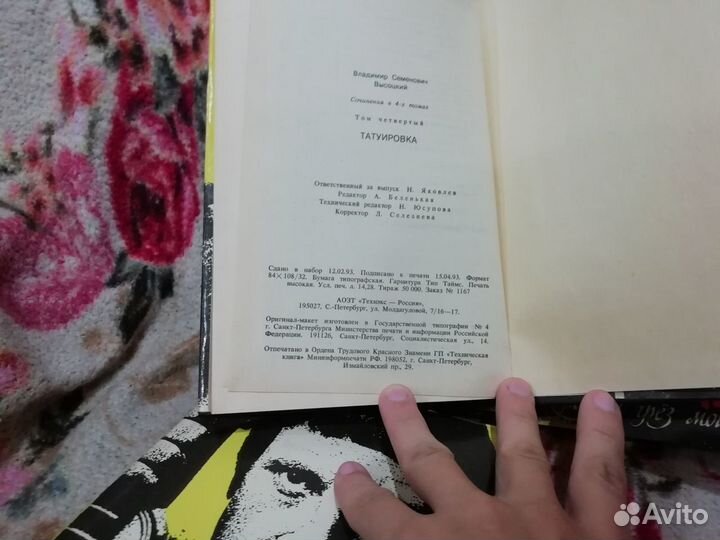 Владимир Семенович
Высоцкий
Сочинения в 4-х томах
Том четвертый
ТАТУИРОВКА
Ответственный за выпуск Н. Яковлев
Редактор А. Беленькая
Технический редактор Н. Юсупова
Корректор Л. Селезнева
Сдано в набор 12.02.93. Подписано к печати 15.04.93. Формат
84×108/32. Бумага типографская. Гарнитура Тип Таймс. Печать
высокая. Усл. печ. л. 14,28. Тираж 50 000. Заказ № 1167
АОЗТ «Технэкс — Россия»,
195027, С.-Петербург, ул. Молдагуловой, 7/16—17.
Оригинал-макет изготовлен в Государственной типографии № 4
г. Санкт-Петербурга Министерства печати и информации Российской
Федерации. 191126, Санкт-Петербург, Социалистическая ул., 14.
Отпечатано в Ордена Трудового Красного Знамени ГП «Техническая
книга» Мининформпечати РФ. 198052, г. Санкт-Петербург,
Измайловский пр., 29.
Avito